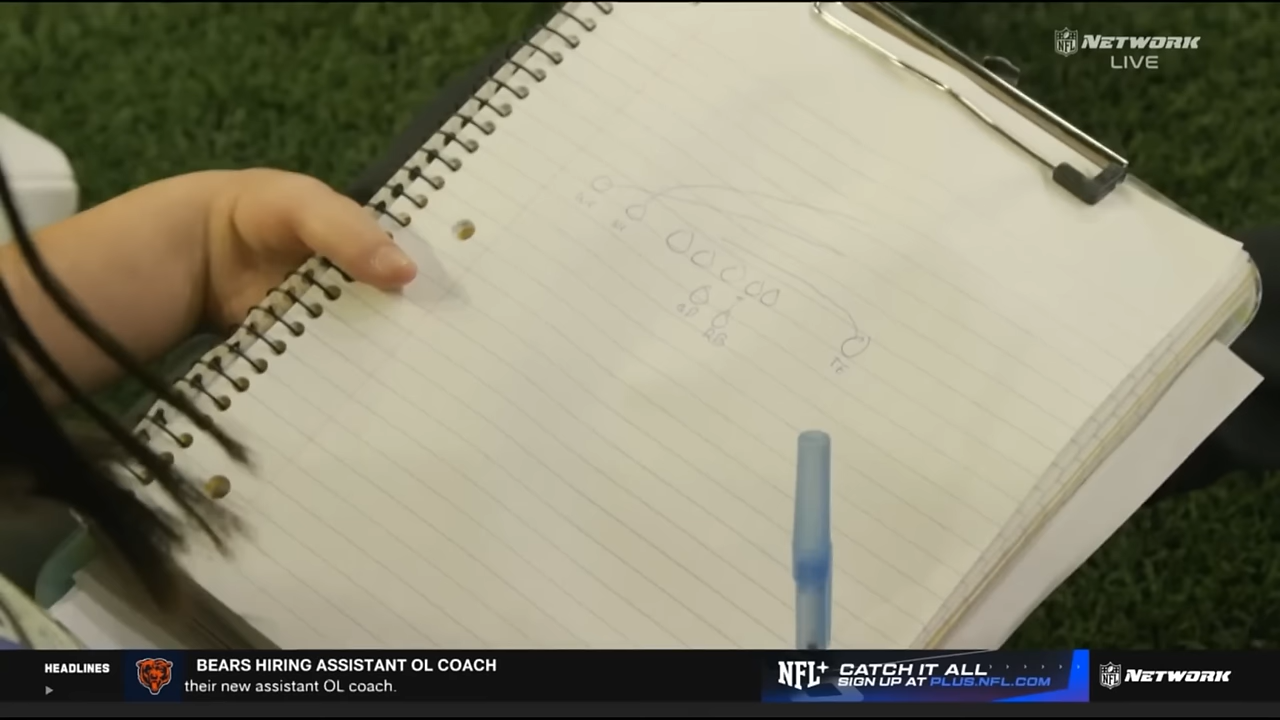 NFL NETWORK
LIVE
QB
RB
TE
HEADLINES
BEARS HIRING ASSISTANT OL COACH
their new assistant OL coach.
NFL+ CATCH IT ALL
SIGN UP AT PLUS.NFL.COM
NFL NETWORK